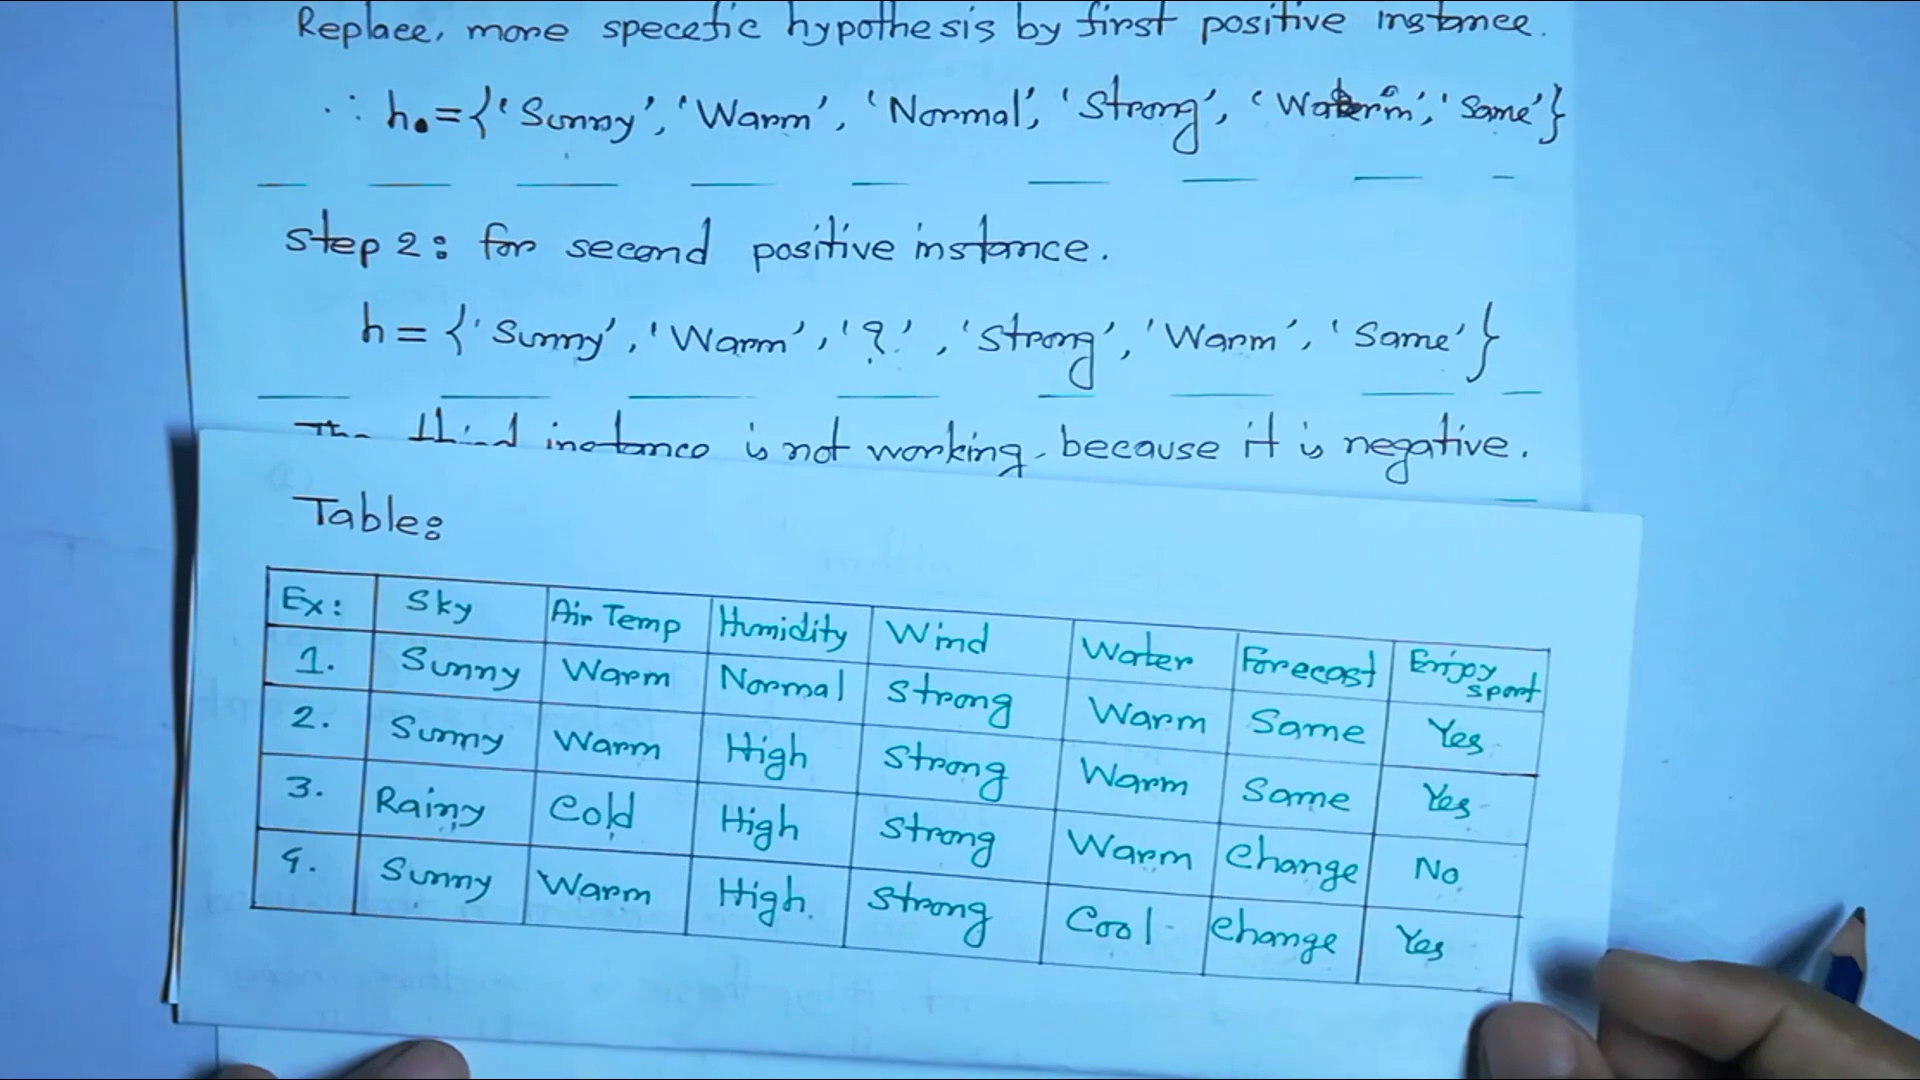 Replace, more specefic hypothesis by first positive instance.
∴ h. = {'Sunny', 'Warm', 'Normal', 'Strong', 'Warm', 'Same'}
Step 2: for second positive instance.
h = {'Sunny', 'Warm', '?', 'Strong', 'Warm', 'Same'}
The third instance is not working, because it is negative.
Table:
Ex: Sky Air Temp Humidity Wind Water Forecast Enjoy sport
1. Sunny Warm Normal Strong Warm Same Yes
2. Sunny Warm High Strong Warm Same Yes
3. Rainy Cold High Strong Warm Change No
4. Sunny Warm High. Strong Cool Change Yes